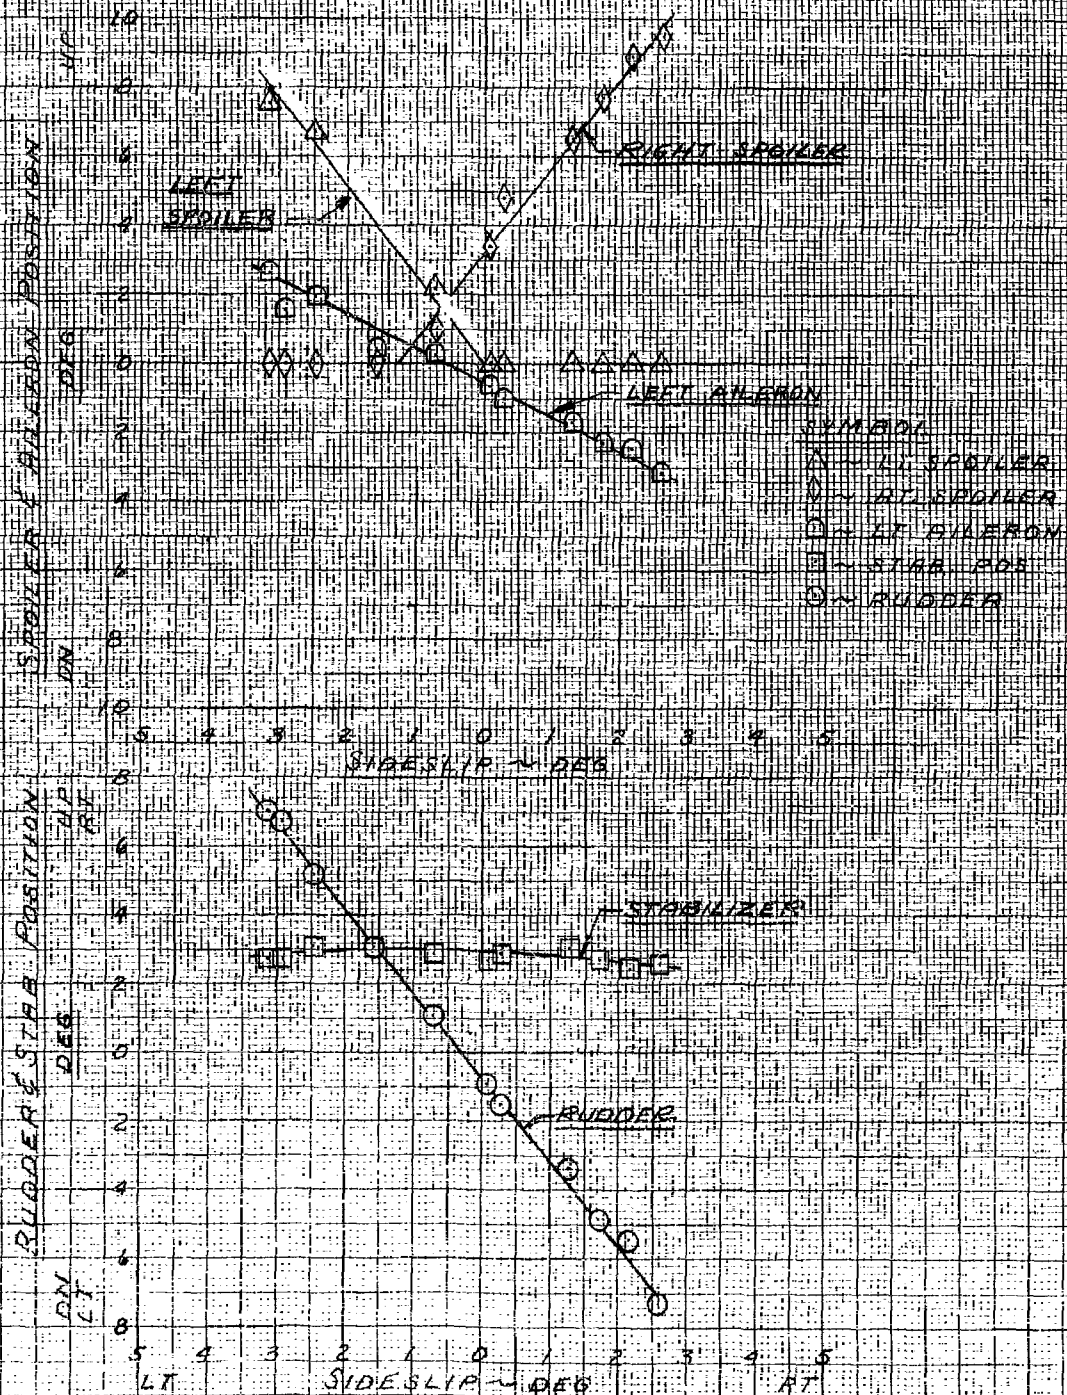 10
UP
8
6
RIGHT SPOILER
LEFT
SPOILER
4
2
SPOILER & AILERON POSITION
DEG
0
LEFT AILERON
2
SYMBOL
△ ~ LT. SPOILER
◊ ~ RT. SPOILER
4
~ LT AILERON
□ ~ STAB. POS
6
⊙ ~ RUDDER
8
DN
10
5 4 3 2 1 0 1 2 3 4 5
SIDESLIP ~ DEG
8
UP
RT
6
4
STABILIZER
2
RUDDER & STAB POSITION
DEG
0
RUDDER
2
4
6
DN
LT
8
5 4 3 2 1 0 1 2 3 4 5
LT SIDESLIP ~ DEG RT